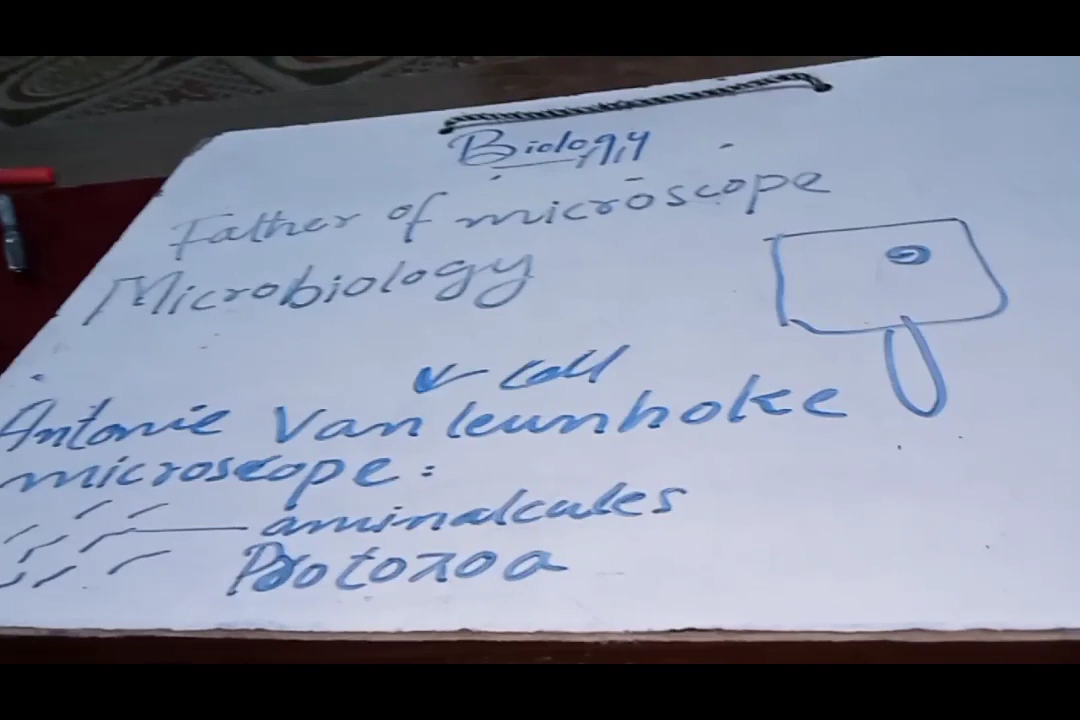 Biology
Father of microscope
Microbiology
cell
Antonie Van leunhoke
microscope:
aminalcules
Protozoa